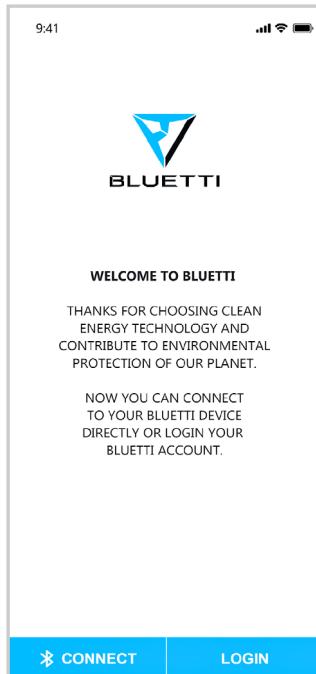 9:41
BLUETTI
WELCOME TO BLUETTI
THANKS FOR CHOOSING CLEAN
ENERGY TECHNOLOGY AND
CONTRIBUTE TO ENVIRONMENTAL
PROTECTION OF OUR PLANET.
NOW YOU CAN CONNECT
TO YOUR BLUETTI DEVICE
DIRECTLY OR LOGIN YOUR
BLUETTI ACCOUNT.
CONNECT
LOGIN